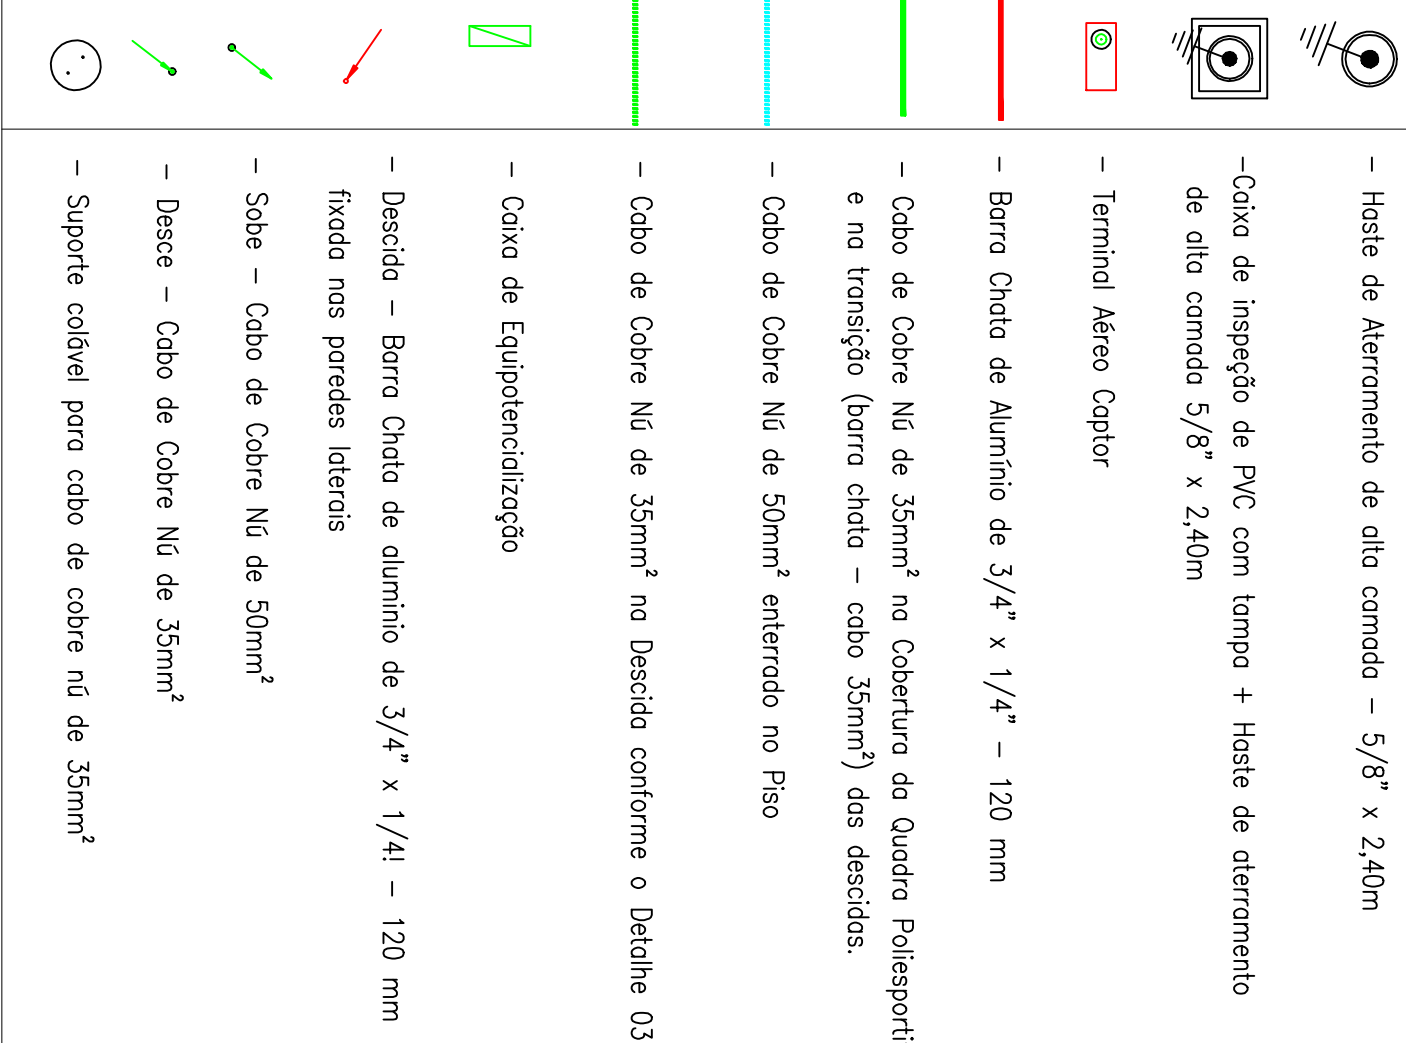 - Haste de Aterramento de alta camada - 5/8" x 2,40m
-Caixa de inspeção de PVC com tampa + Haste de aterramento
de alta camada 5/8" x 2,40m
- Terminal Aéreo Captor
- Barra Chata de Alumínio de 3/4" x 1/4" - 120 mm
- Cabo de Cobre Nú de 35mm² na Cobertura da Quadra Poliesporti
e na transição (barra chata - cabo 35mm²) das descidas.
- Cabo de Cobre Nú de 50mm² enterrado no Piso
- Cabo de Cobre Nú de 35mm² na Descida conforme o Detalhe 03
- Caixa de Equipotencialização
- Descida - Barra Chata de aluminio de 3/4" x 1/4! - 120 mm
fixada nas paredes laterais
- Sobe - Cabo de Cobre Nú de 50mm²
- Desce - Cabo de Cobre Nú de 35mm²
- Suporte colável para cabo de cobre nú de 35mm²